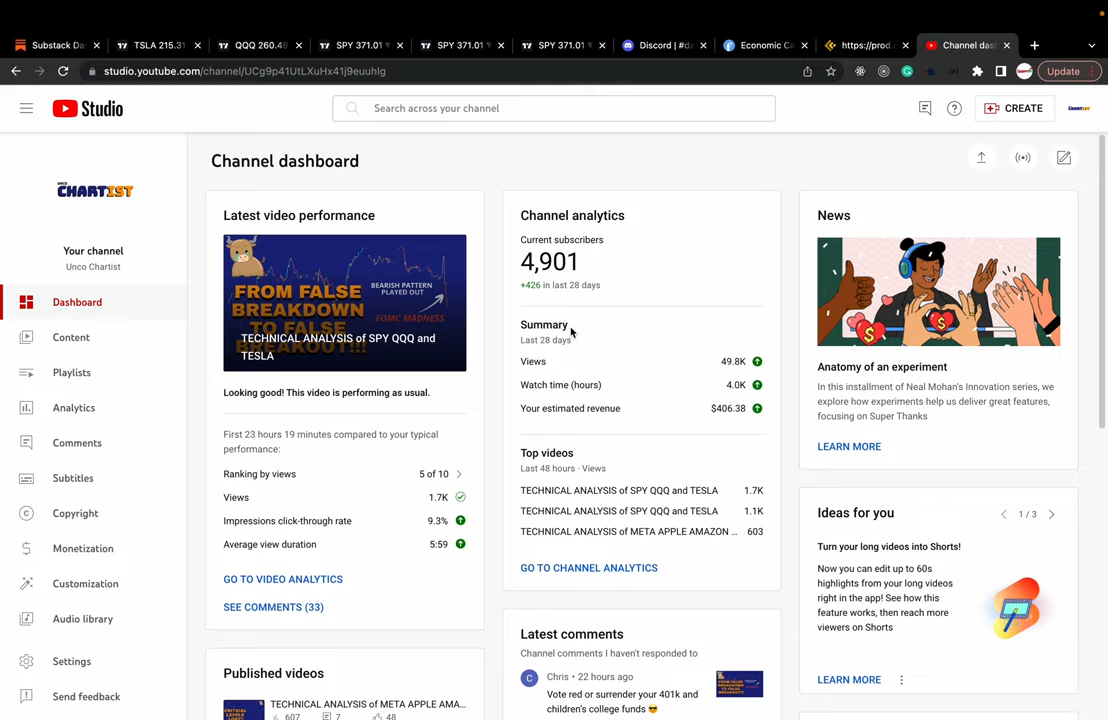 Substack Da
TSLA 215.31
QQQ 260.49
SPY 371.01
SPY 371.01
SPY 371.01
Discord | #da
Economic Ca
https://prod.
Channel dash
studio.youtube.com/channel/UCg9p41UtLXuHx41j9euuhlg
Update
Studio
Search across your channel
CREATE
CHARTIST
Channel dashboard
UNCO
CHARTIST
Your channel
Unco Chartist
Dashboard
Content
Playlists
Analytics
Comments
Subtitles
Copyright
Monetization
Customization
Audio library
Settings
Send feedback
Latest video performance
FROM FALSE
BREAKDOWN
TO FALSE
BREAKOUT!!!
BEARISH PATTERN
PLAYED OUT
FOMC MADNESS
TECHNICAL ANALYSIS of SPY QQQ and
TESLA
Looking good! This video is performing as usual.
First 23 hours 19 minutes compared to your typical
performance:
Ranking by views 5 of 10
Views 1.7K
Impressions click-through rate 9.3%
Average view duration 5:59
GO TO VIDEO ANALYTICS
SEE COMMENTS (33)
Published videos
TECHNICAL ANALYSIS of META APPLE AMA...
607 7 48
Channel analytics
Current subscribers
4,901
+426 in last 28 days
Summary
Last 28 days
Views 49.8K
Watch time (hours) 4.0K
Your estimated revenue $406.38
Top videos
Last 48 hours · Views
TECHNICAL ANALYSIS of SPY QQQ and TESLA 1.7K
TECHNICAL ANALYSIS of SPY QQQ and TESLA 1.1K
TECHNICAL ANALYSIS of META APPLE AMAZON ... 603
GO TO CHANNEL ANALYTICS
Latest comments
Channel comments I haven't responded to
C
Chris • 22 hours ago
Vote red or surrender your 401k and
children's college funds 😎
News
Anatomy of an experiment
In this installment of Neal Mohan's Innovation series, we
explore how experiments help us deliver great features,
focusing on Super Thanks
LEARN MORE
Ideas for you
1 / 3
Turn your long videos into Shorts!
Now you can edit up to 60s
highlights from your long videos
right in the app! See how this
feature works, then reach more
viewers on Shorts
LEARN MORE